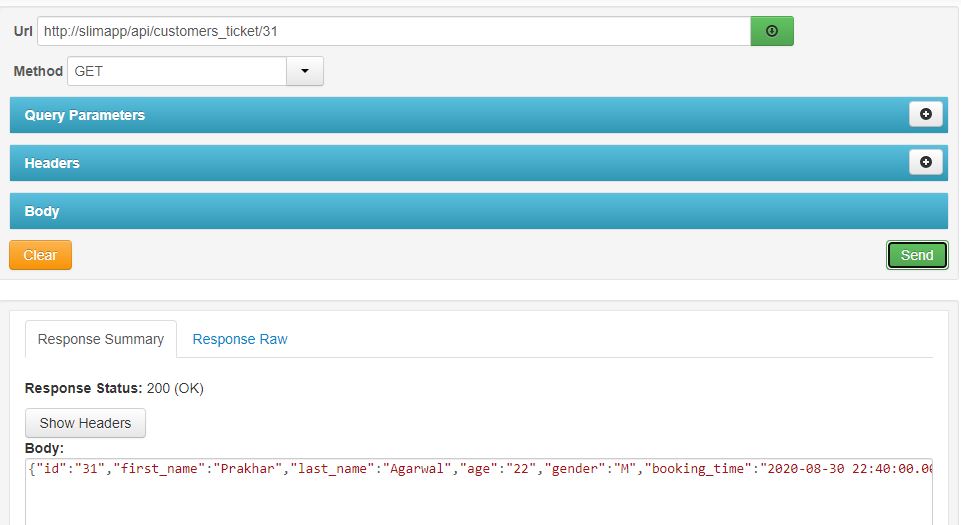 Url http://slimapp/api/customers_ticket/31
Method GET
Query Parameters
Headers
Body
Clear Send
Response Summary Response Raw
Response Status: 200 (OK)
Show Headers
Body:
{"id":"31","first_name":"Prakhar","last_name":"Agarwal","age":"22","gender":"M","booking_time":"2020-08-30 22:40:00.00